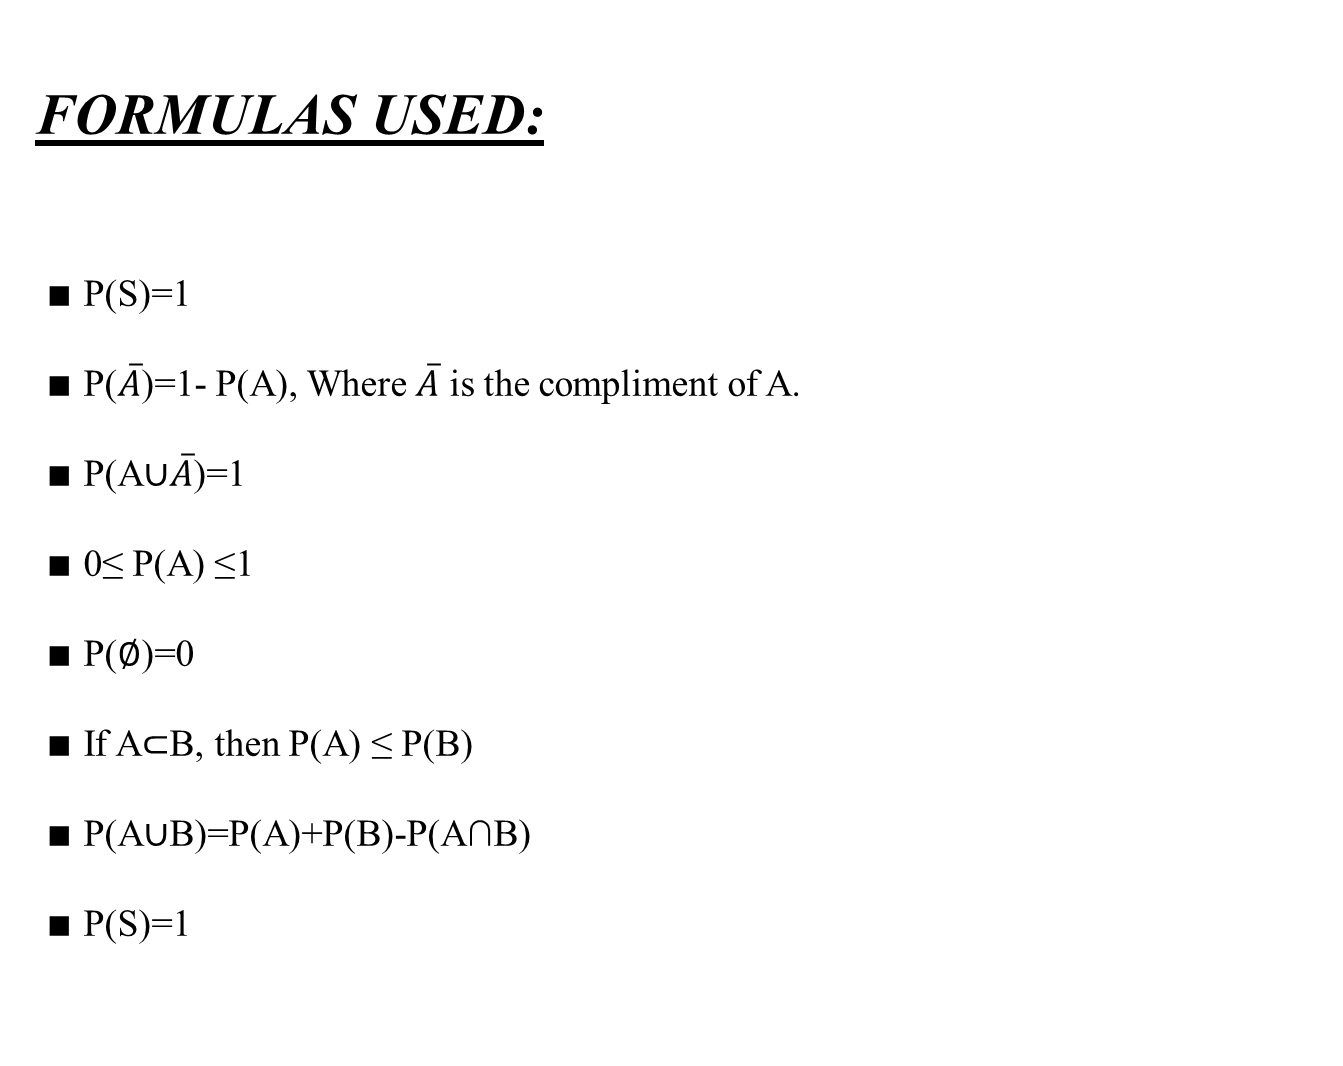 FORMULAS USED:
■ P(S)=1
■ P(Ā)=1- P(A), Where Ā is the compliment of A.
■ P(A∪Ā)=1
■ 0≤ P(A) ≤1
■ P(∅)=0
■ If A⊂B, then P(A) ≤ P(B)
■ P(A∪B)=P(A)+P(B)-P(A∩B)
■ P(S)=1